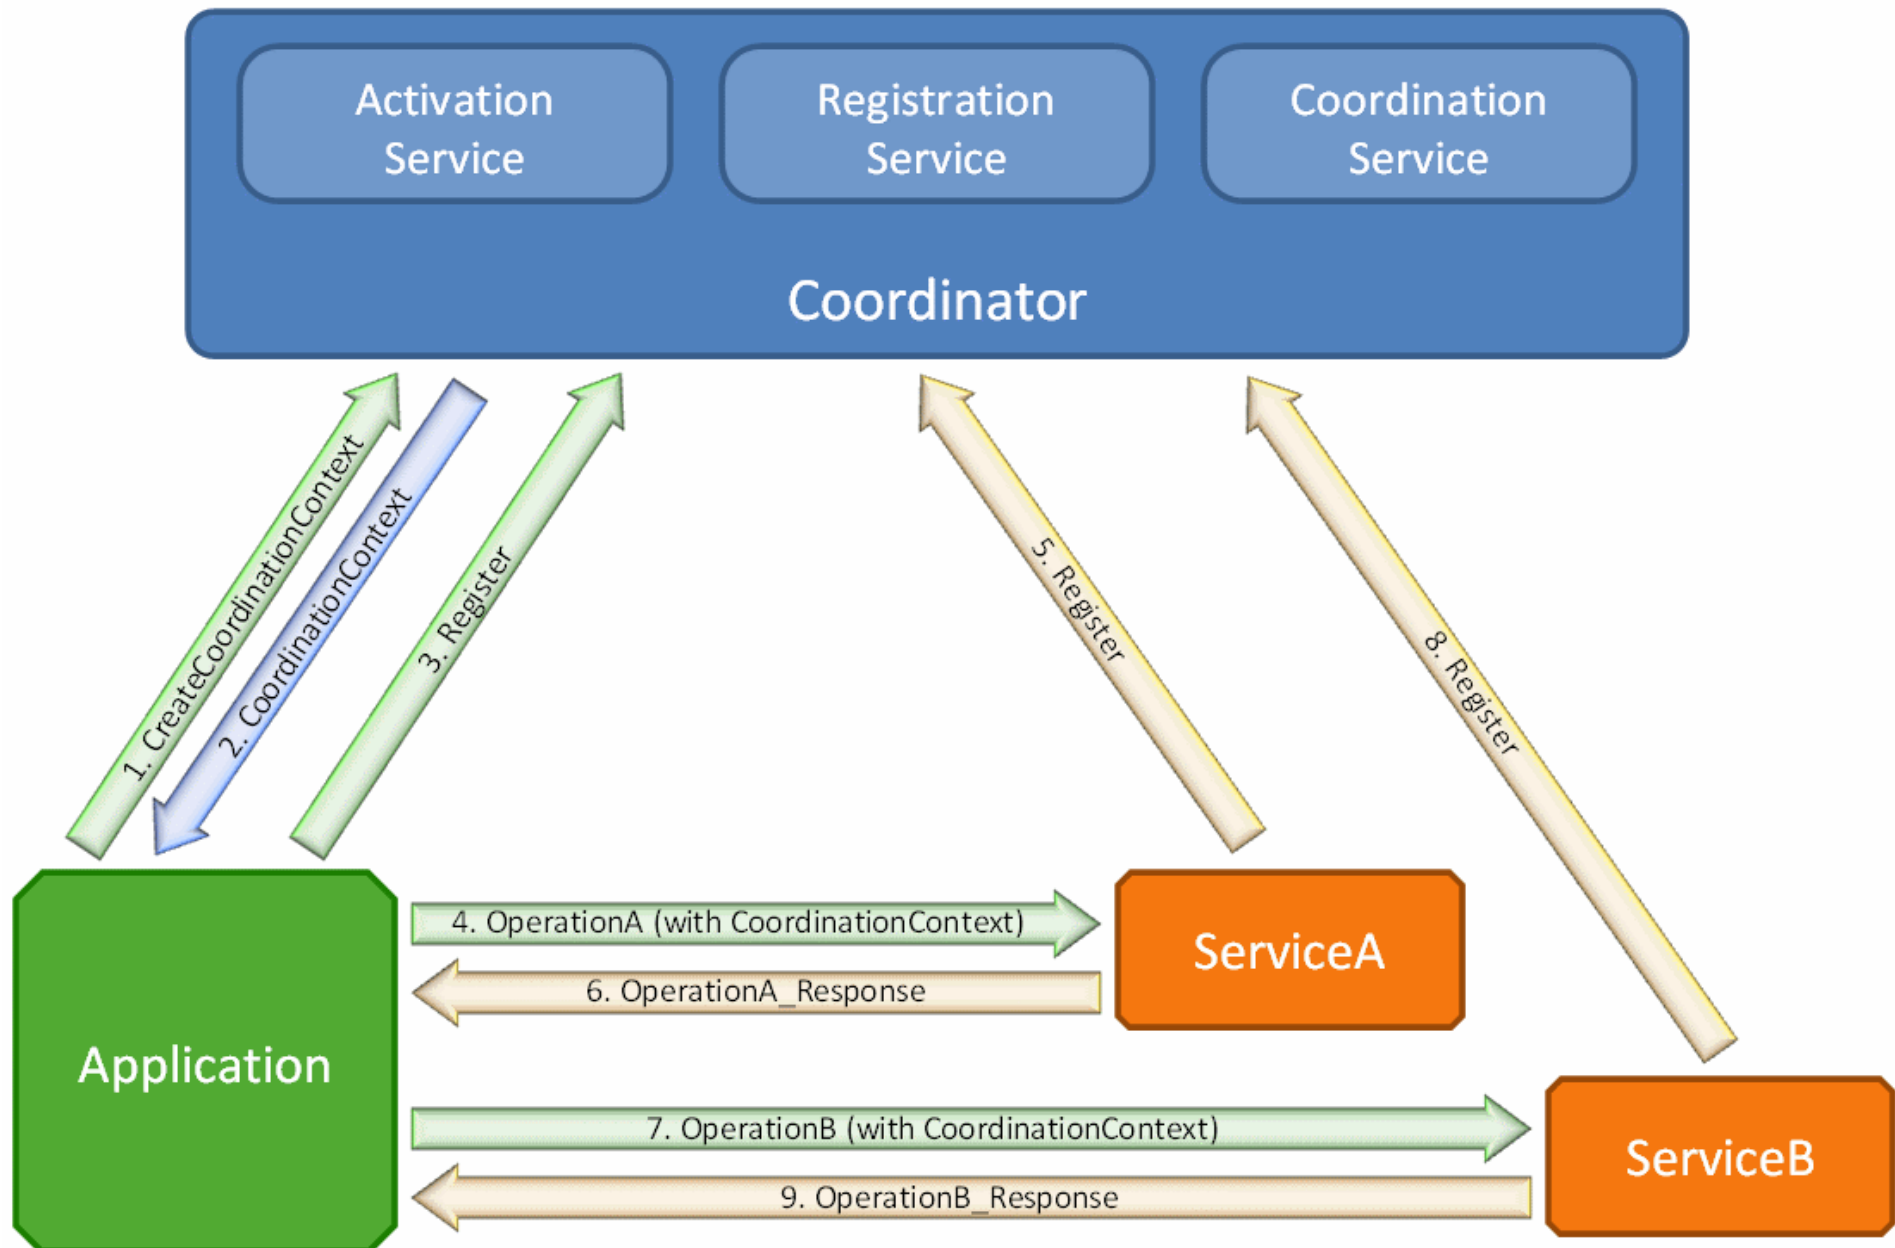 Activation
Service
Registration
Service
Coordination
Service
Coordinator
1. CreateCoordinationContext
2. CoordinationContext
3. Register
5. Register
8. Register
4. OperationA (with CoordinationContext)
ServiceA
6. OperationA_Response
Application
7. OperationB (with CoordinationContext)
ServiceB
9. OperationB_Response